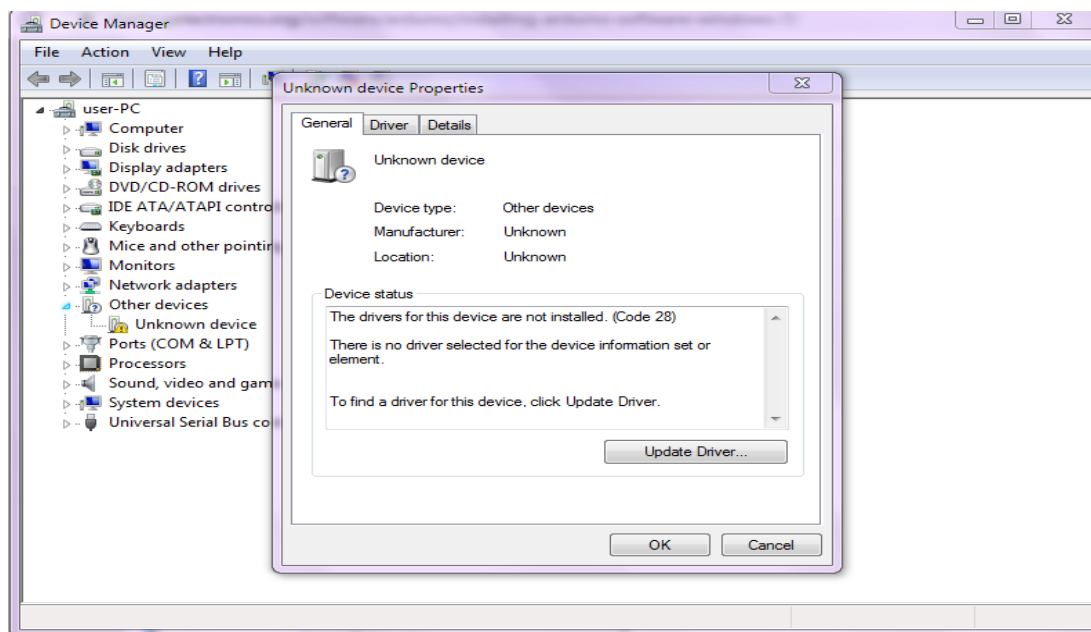 Device Manager
File Action View Help
user-PC
Computer
Disk drives
Display adapters
DVD/CD-ROM drives
IDE ATA/ATAPI contro
Keyboards
Mice and other pointin
Monitors
Network adapters
Other devices
Unknown device
Ports (COM & LPT)
Processors
Sound, video and gam
System devices
Universal Serial Bus co
Unknown device Properties
General Driver Details
Unknown device
Device type: Other devices
Manufacturer: Unknown
Location: Unknown
Device status
The drivers for this device are not installed. (Code 28)
There is no driver selected for the device information set or
element.
To find a driver for this device, click Update Driver.
Update Driver...
OK Cancel